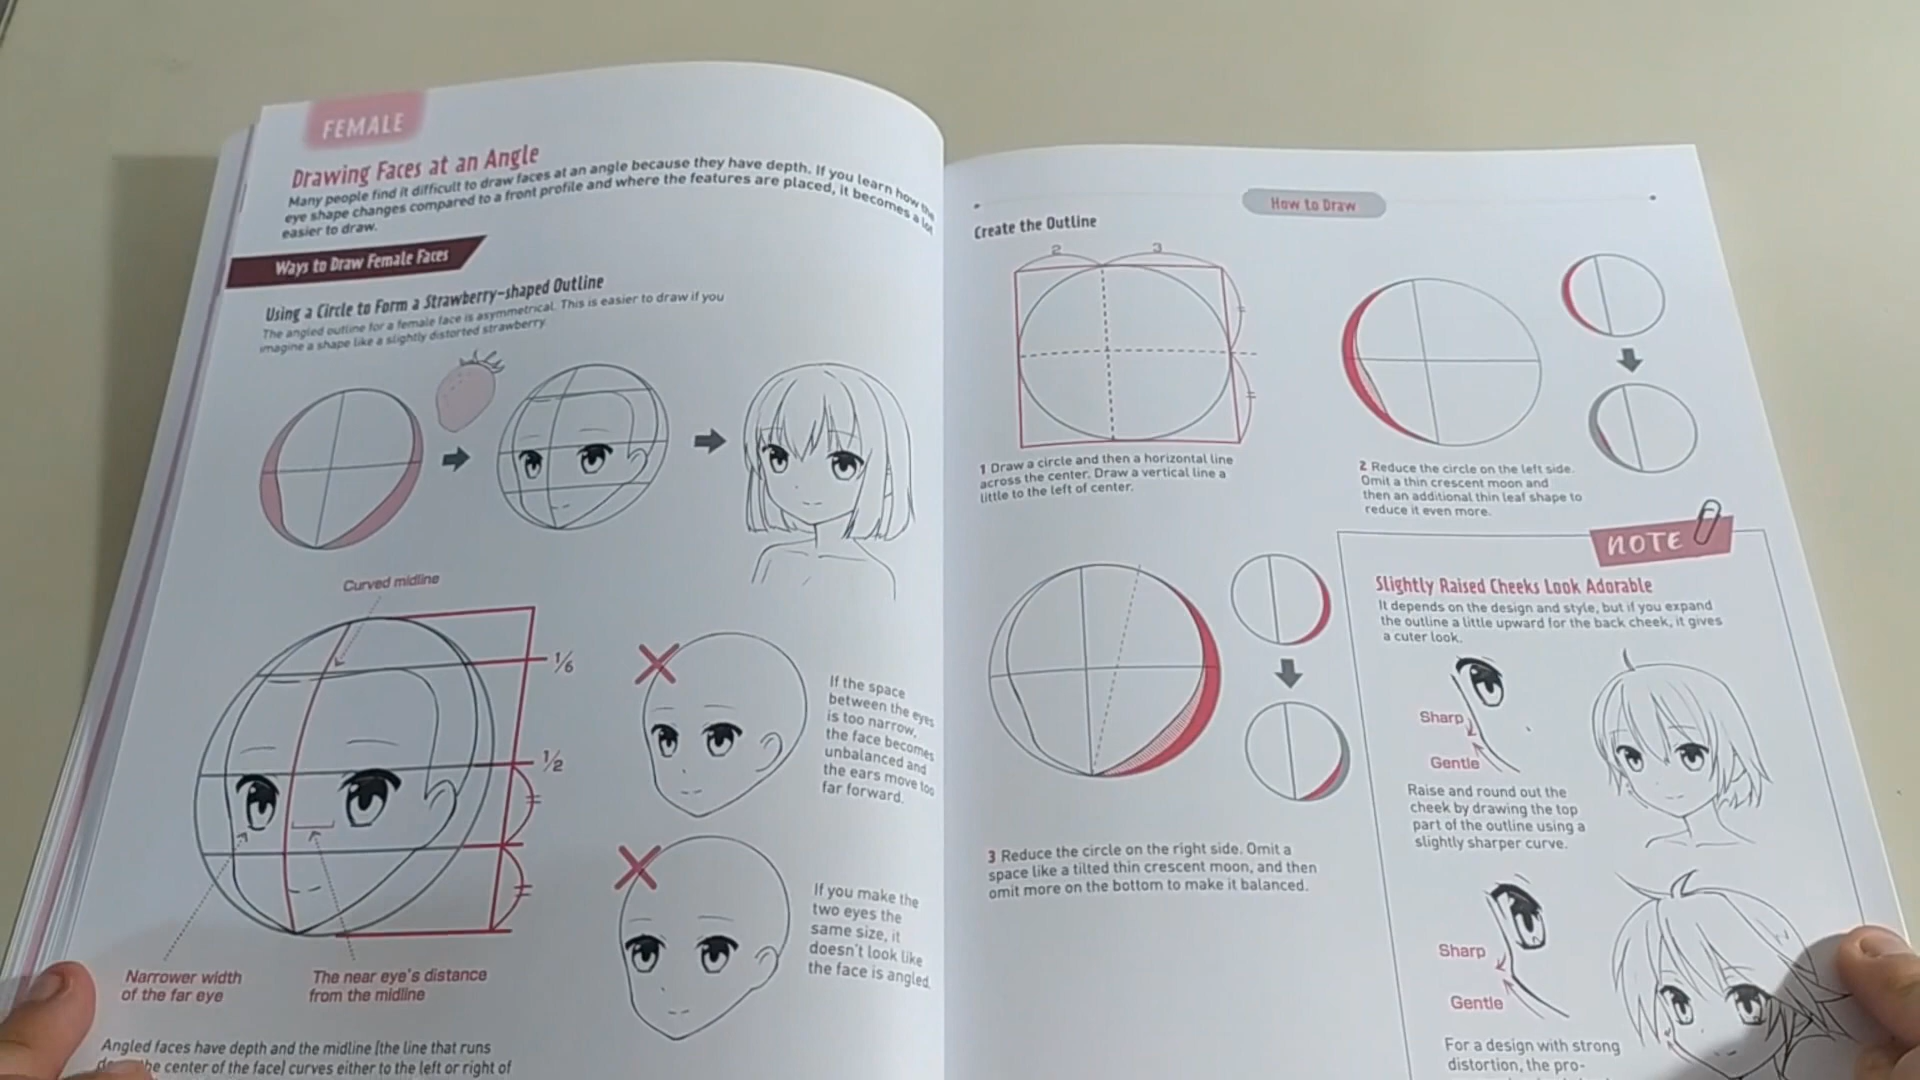 FEMALE
Drawing Faces at an Angle
Many people find it difficult to draw faces at an angle because they have depth. If you learn how the
eye shape changes compared to a front profile and where the features are placed, it becomes a lot
easier to draw.
Ways to Draw Female Faces
Using a Circle to Form a Strawberry-shaped Outline
The angled outline for a female face is asymmetrical. This is easier to draw if you
imagine a shape like a slightly distorted strawberry.
Curved midline
1/6
1/2
Narrower width
of the far eye
The near eye's distance
from the midline
If the space
between the eyes
is too narrow,
the face becomes
unbalanced and
the ears move too
far forward.
If you make the
two eyes the
same size, it
doesn't look like
the face is angled.
Angled faces have depth and the midline (the line that runs
the center of the face) curves either to the left or right of
How to Draw
Create the Outline
2
3
1 Draw a circle and then a horizontal line
across the center. Draw a vertical line a
little to the left of center.
2 Reduce the circle on the left side.
Omit a thin crescent moon and
then an additional thin leaf shape to
reduce it even more.
3 Reduce the circle on the right side. Omit a
space like a tilted thin crescent moon, and then
omit more on the bottom to make it balanced.
NOTE
Slightly Raised Cheeks Look Adorable
It depends on the design and style, but if you expand
the outline a little upward for the back cheek, it gives
a cuter look.
Sharp
Gentle
Raise and round out the
cheek by drawing the top
part of the outline using a
slightly sharper curve.
Sharp
Gentle
For a design with strong
distortion, the pro-